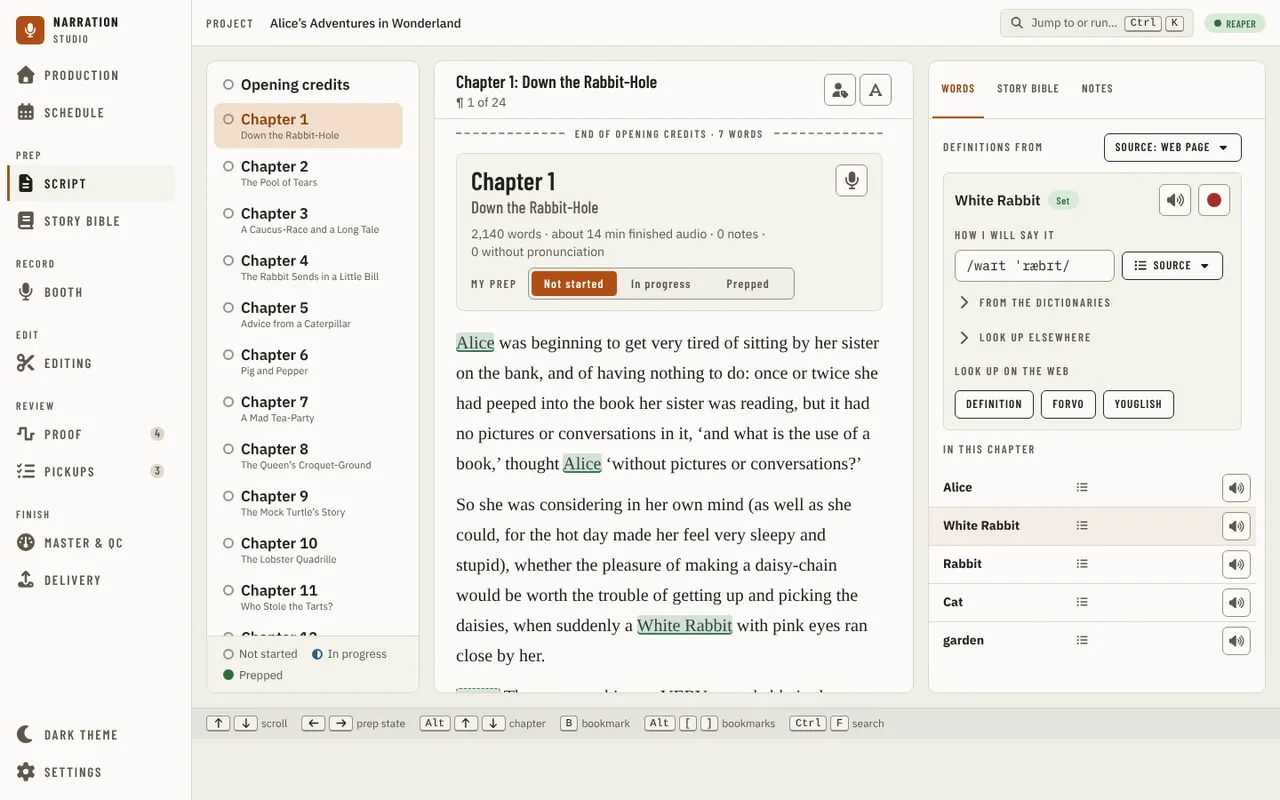 NARRATION
STUDIO
PRODUCTION
SCHEDULE
PREP
SCRIPT
STORY BIBLE
RECORD
BOOTH
EDIT
EDITING
REVIEW
PROOF 4
PICKUPS 3
FINISH
MASTER & QC
DELIVERY
DARK THEME
SETTINGS
PROJECT Alice’s Adventures in Wonderland
Jump to or run… Ctrl K
REAPER
Opening credits
Chapter 1
Down the Rabbit-Hole
Chapter 2
The Pool of Tears
Chapter 3
A Caucus-Race and a Long Tale
Chapter 4
The Rabbit Sends in a Little Bill
Chapter 5
Advice from a Caterpillar
Chapter 6
Pig and Pepper
Chapter 7
A Mad Tea-Party
Chapter 8
The Queen’s Croquet-Ground
Chapter 9
The Mock Turtle’s Story
Chapter 10
The Lobster Quadrille
Chapter 11
Who Stole the Tarts?
Not started In progress
Prepped
Chapter 1: Down the Rabbit-Hole
¶ 1 of 24
END OF OPENING CREDITS · 7 WORDS
Chapter 1
Down the Rabbit-Hole
2,140 words · about 14 min finished audio · 0 notes ·
0 without pronunciation
MY PREP Not started In progress Prepped
Alice was beginning to get very tired of sitting by her sister
on the bank, and of having nothing to do: once or twice she
had peeped into the book her sister was reading, but it had
no pictures or conversations in it, ‘and what is the use of a
book,’ thought Alice ‘without pictures or conversations?’
So she was considering in her own mind (as well as she
could, for the hot day made her feel very sleepy and
stupid), whether the pleasure of making a daisy-chain
would be worth the trouble of getting up and picking the
daisies, when suddenly a White Rabbit with pink eyes ran
close by her.
WORDS STORY BIBLE NOTES
DEFINITIONS FROM SOURCE: WEB PAGE
White Rabbit Set
HOW I WILL SAY IT
/waɪt ˈræbɪt/ SOURCE
FROM THE DICTIONARIES
LOOK UP ELSEWHERE
LOOK UP ON THE WEB
DEFINITION FORVO YOUGLISH
IN THIS CHAPTER
Alice
White Rabbit
Rabbit
Cat
garden
↑ ↓ scroll ← → prep state Alt ↑ ↓ chapter B bookmark Alt [ ] bookmarks Ctrl F search